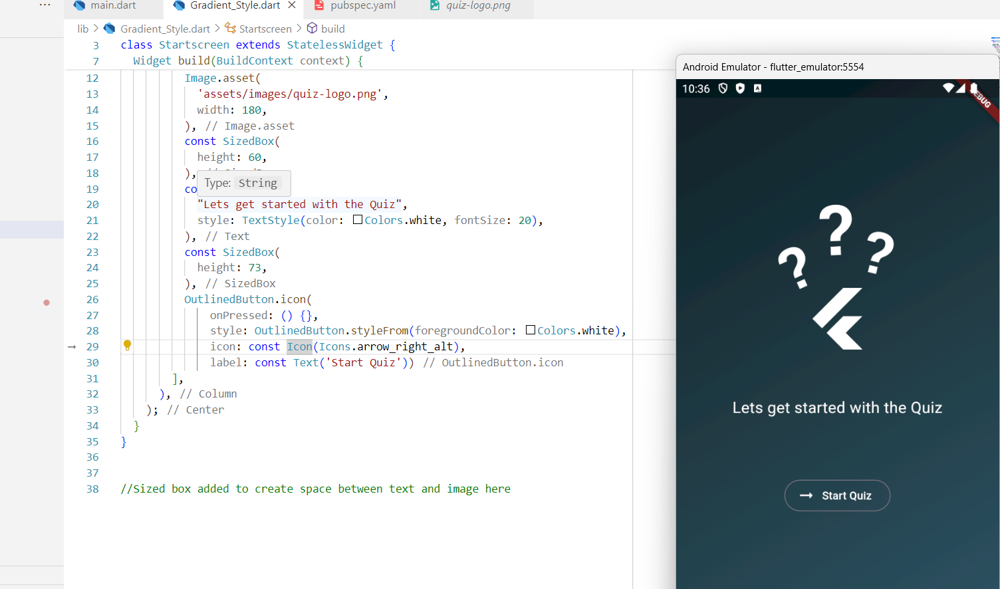 main.dart Gradient_Style.dart pubspec.yaml quiz-logo.png
lib > Gradient_Style.dart > Startscreen > build
3 class Startscreen extends StatelessWidget {
7 Widget build(BuildContext context) {
12 Image.asset(
13 'assets/images/quiz-logo.png',
14 width: 180,
15 ), // Image.asset
16 const SizedBox(
17 height: 60,
18 ),
Type: String
19 co
20 "Lets get started with the Quiz",
21 style: TextStyle(color: Colors.white, fontSize: 20),
22 ), // Text
23 const SizedBox(
24 height: 73,
25 ), // SizedBox
26 OutlinedButton.icon(
27 onPressed: () {},
28 style: OutlinedButton.styleFrom(foregroundColor: Colors.white),
29 icon: const Icon(Icons.arrow_right_alt),
30 label: const Text('Start Quiz')) // OutlinedButton.icon
31 ],
32 ), // Column
33 ); // Center
34 }
35 }
36
37
38 //Sized box added to create space between text and image here
Android Emulator - flutter_emulator:5554
10:36
A
EBUG
? ? ?
Lets get started with the Quiz
→ Start Quiz